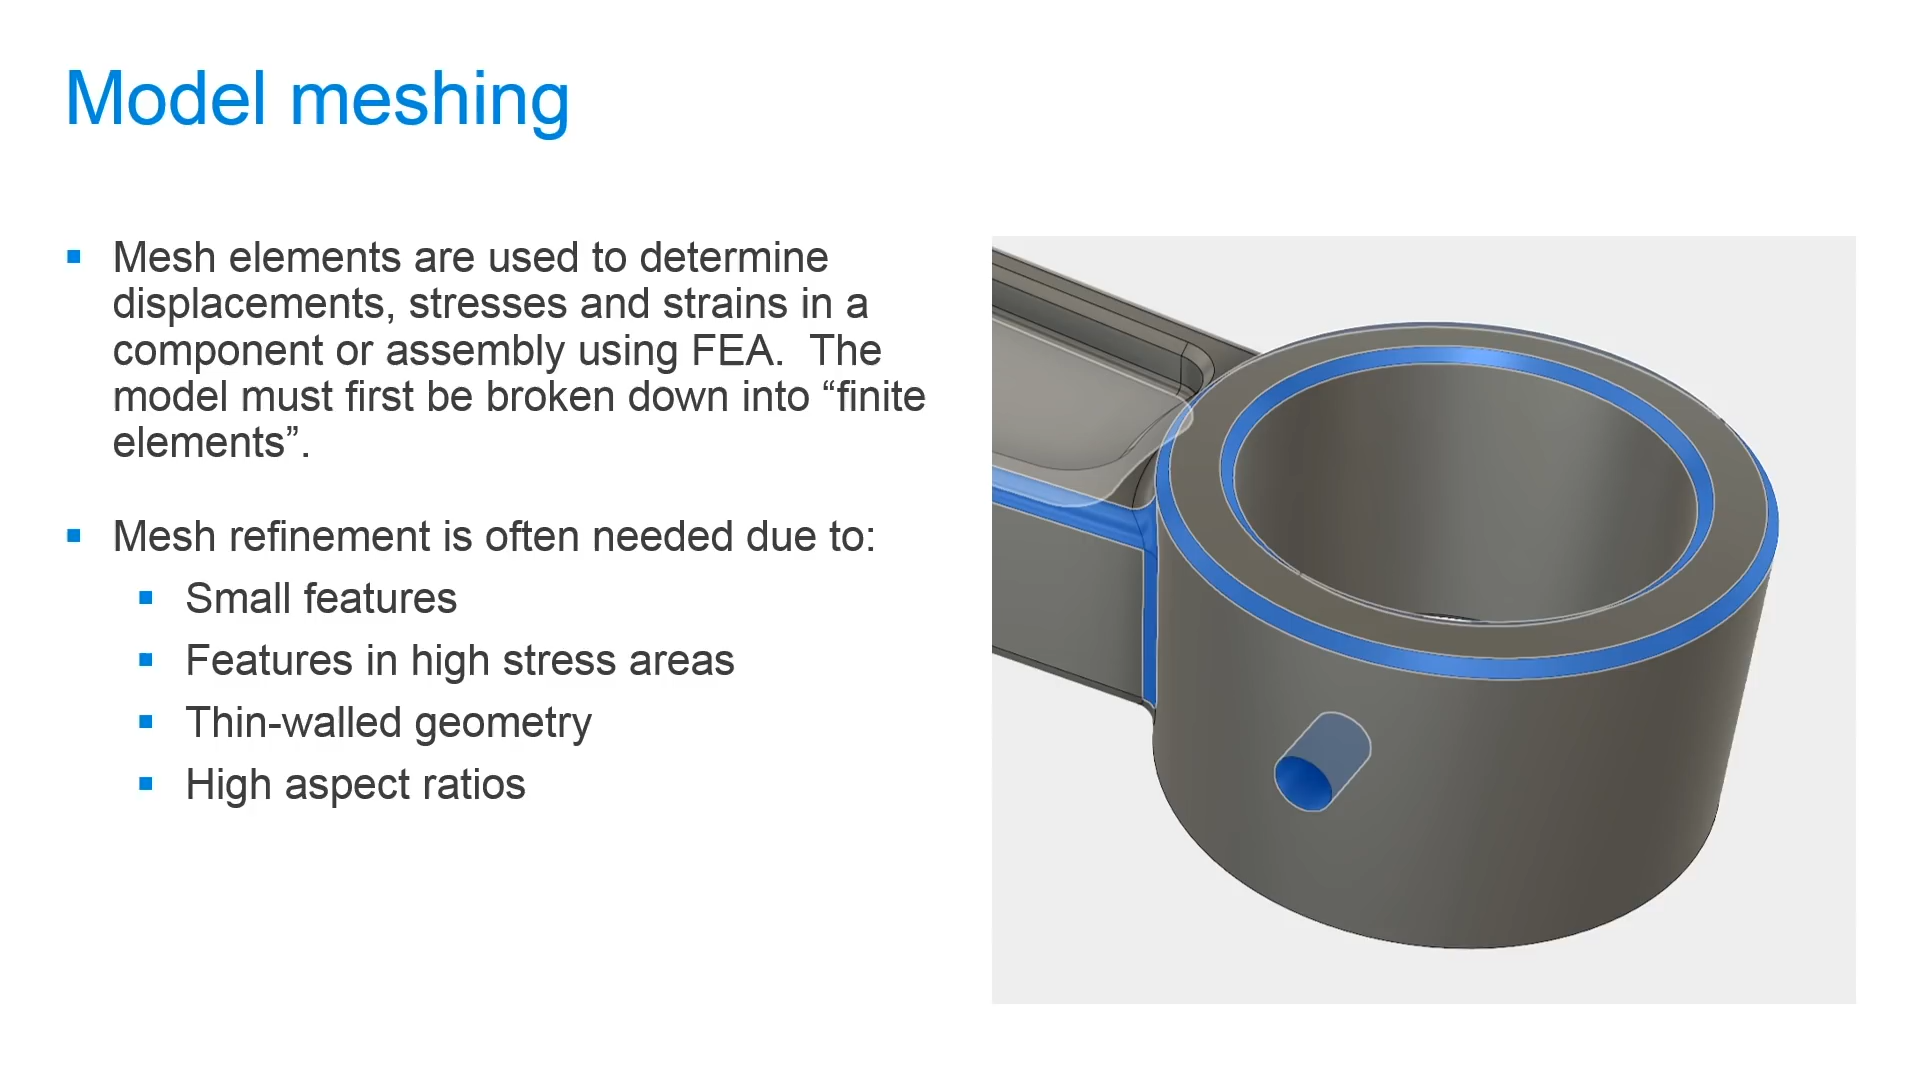 Model meshing
Mesh elements are used to determine
displacements, stresses and strains in a
component or assembly using FEA.  The
model must first be broken down into “finite
elements”.
Mesh refinement is often needed due to:
Small features
Features in high stress areas
Thin-walled geometry
High aspect ratios